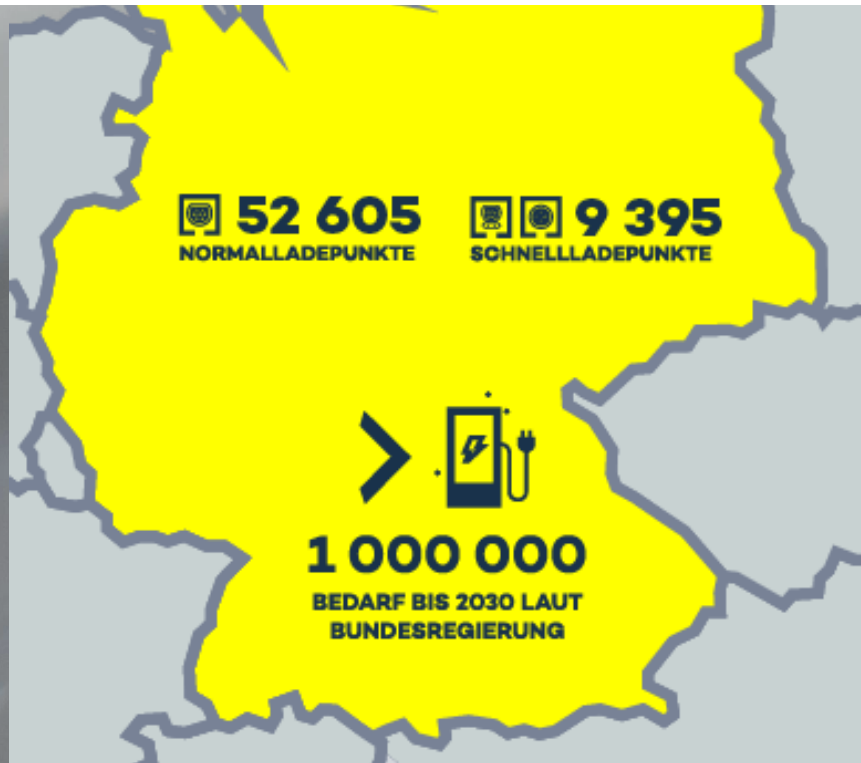 52 605
NORMALLADEPUNKTE
9 395
SCHNELLLADEPUNKTE
1 000 000
BEDARF BIS 2030 LAUT
BUNDESREGIERUNG